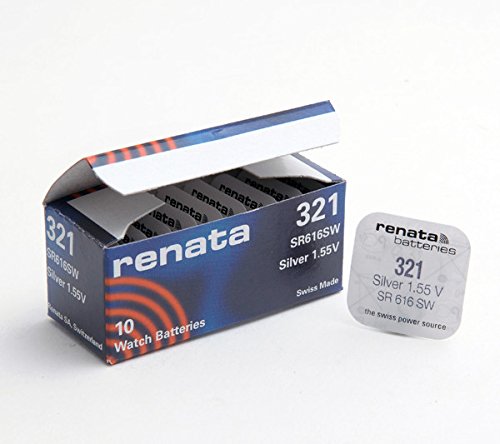 321
SR616SW
Silver 1.55V
Renata SA, Switzerland
renata
10
Watch Batteries
321
SR616SW
Silver 1.55V
Swiss Made
renata
batteries
321
Silver 1.55 V
SR 616 SW
the swiss power source